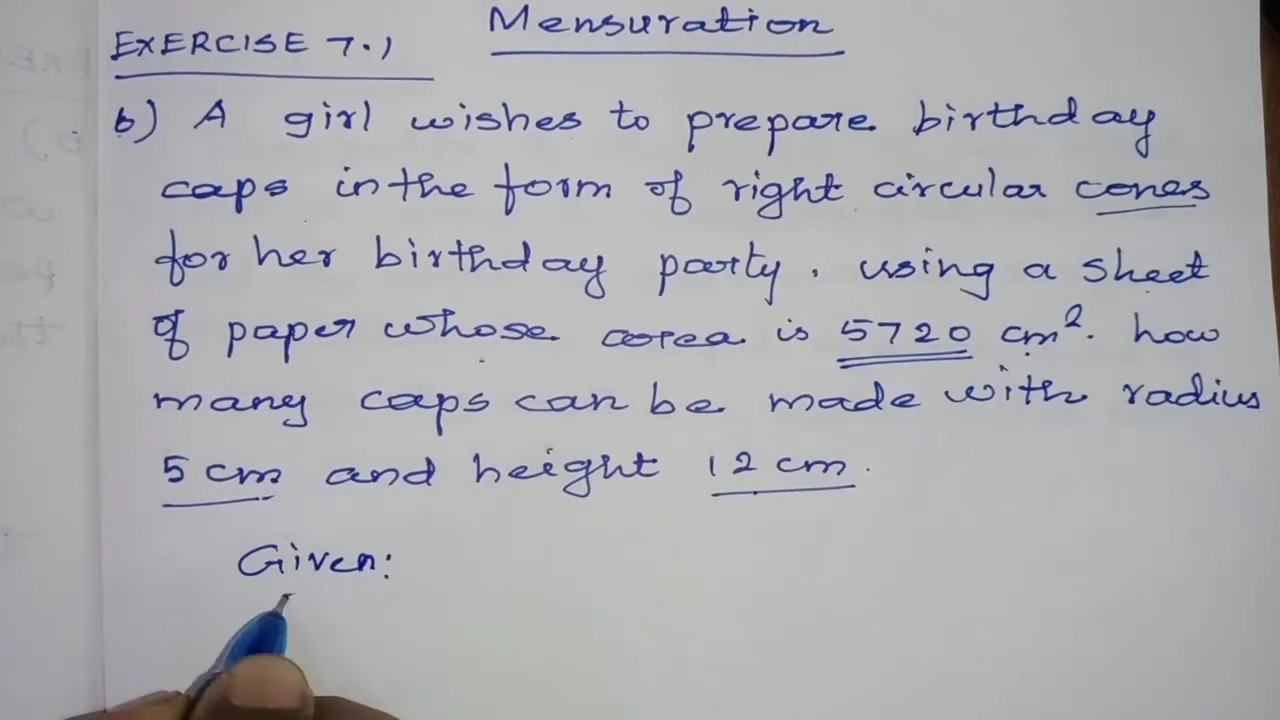 Mensuration
EXERCISE 7.1
6) A girl wishes to prepare birthday
caps in the form of right circular cones
for her birthday party. using a sheet
of paper whose area is 5720 cm². how
many caps can be made with radius
5 cm and height 12 cm.
Given: